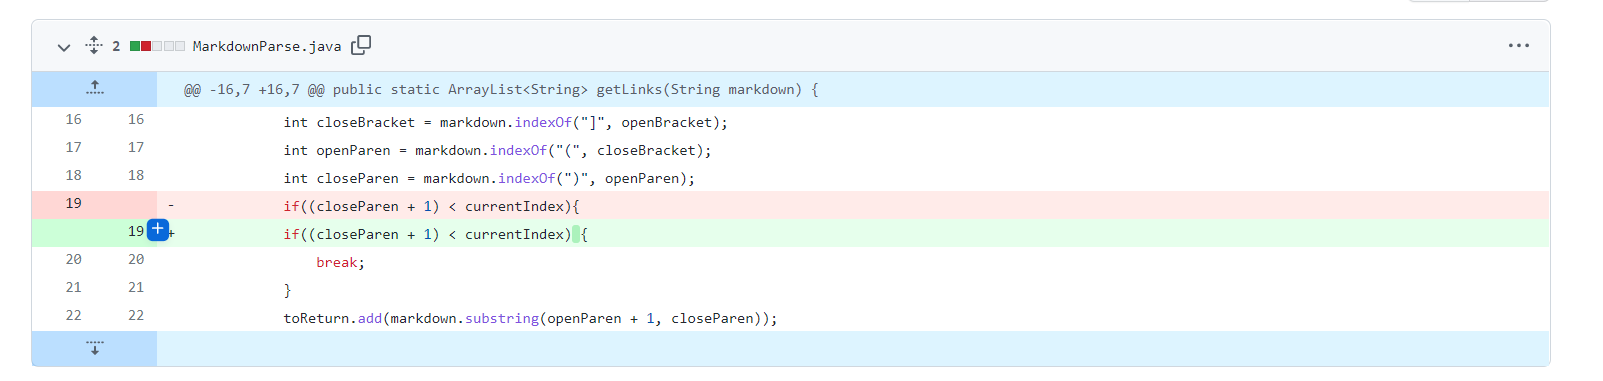 2 MarkdownParse.java
@@ -16,7 +16,7 @@ public static ArrayList<String> getLinks(String markdown) {
16 16 int closeBracket = markdown.indexOf("]", openBracket);
17 17 int openParen = markdown.indexOf("(", closeBracket);
18 18 int closeParen = markdown.indexOf(")", openParen);
19 - if((closeParen + 1) < currentIndex){
19 + if((closeParen + 1) < currentIndex) {
20 20 break;
21 21 }
22 22 toReturn.add(markdown.substring(openParen + 1, closeParen));